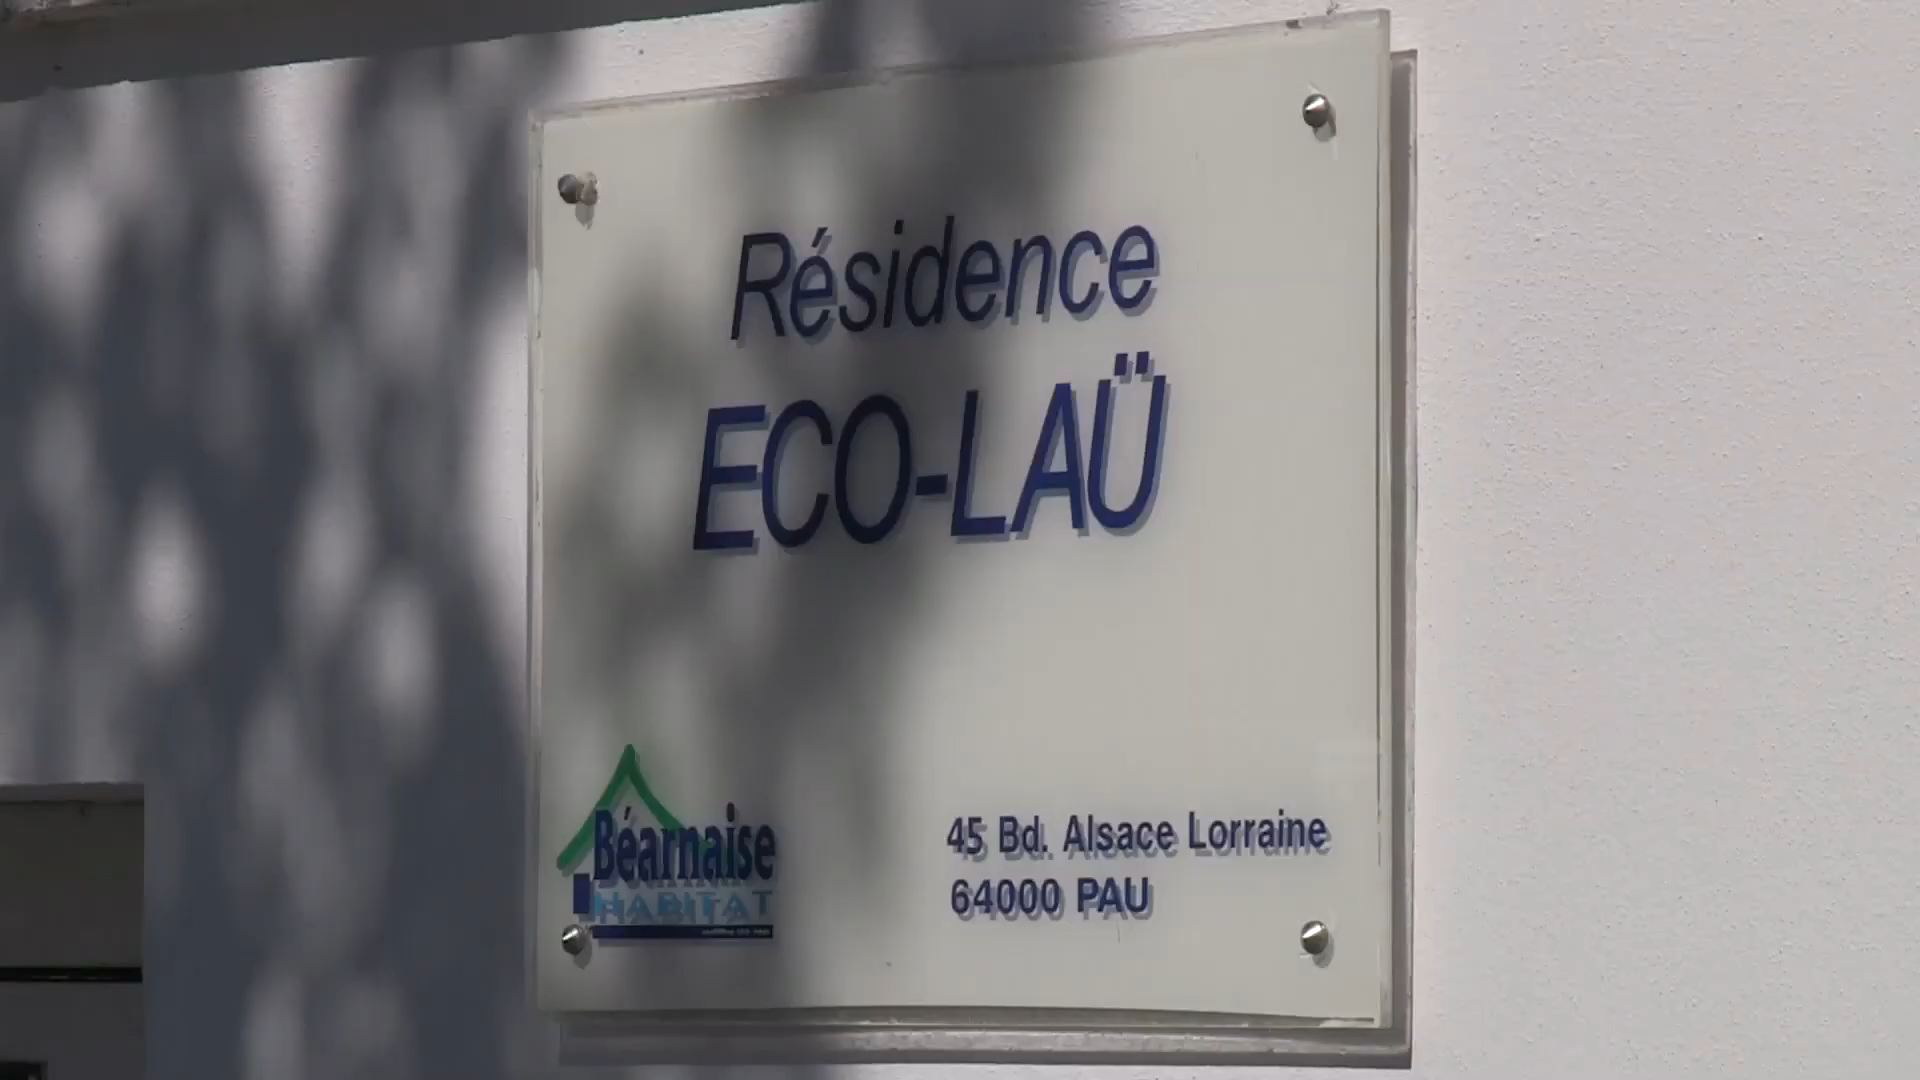 Résidence
ECO-LAÜ
Béarnaise
HABITAT
45 Bd. Alsace Lorraine
64000 PAU